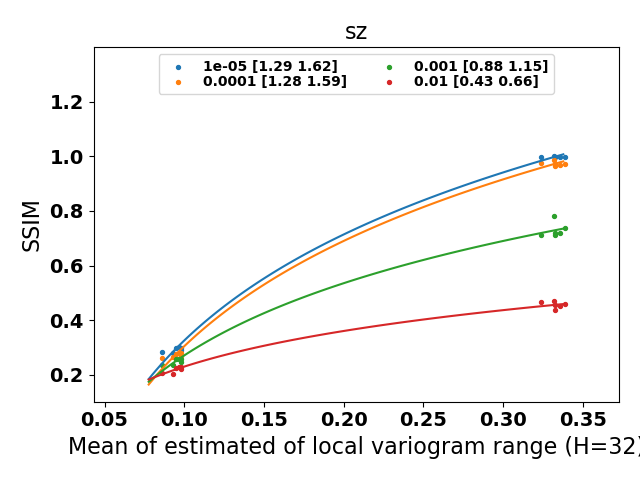 sz
1e-05 [1.29 1.62]
0.0001 [1.28 1.59]
0.001 [0.88 1.15]
0.01 [0.43 0.66]
SSIM
1.2
1.0
0.8
0.6
0.4
0.2
0.05 0.10 0.15 0.20 0.25 0.30 0.35
Mean of estimated of local variogram range (H=32)